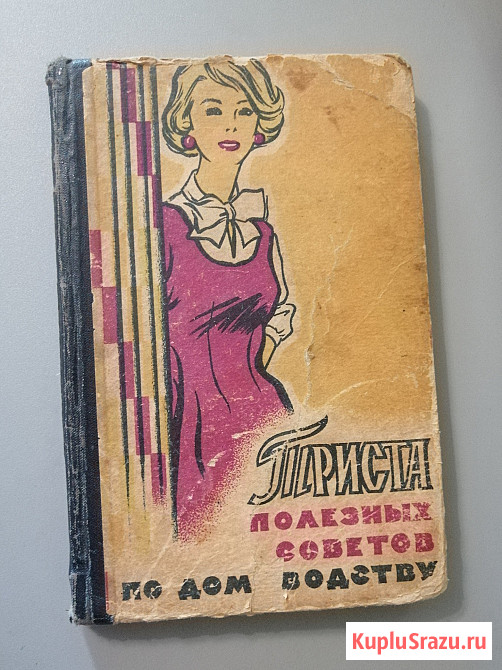 ТРИСТА
ПОЛЕЗНЫХ
СОВЕТОВ
ПО ДОМ ВОДСТВУ
KupluSrazu.ru